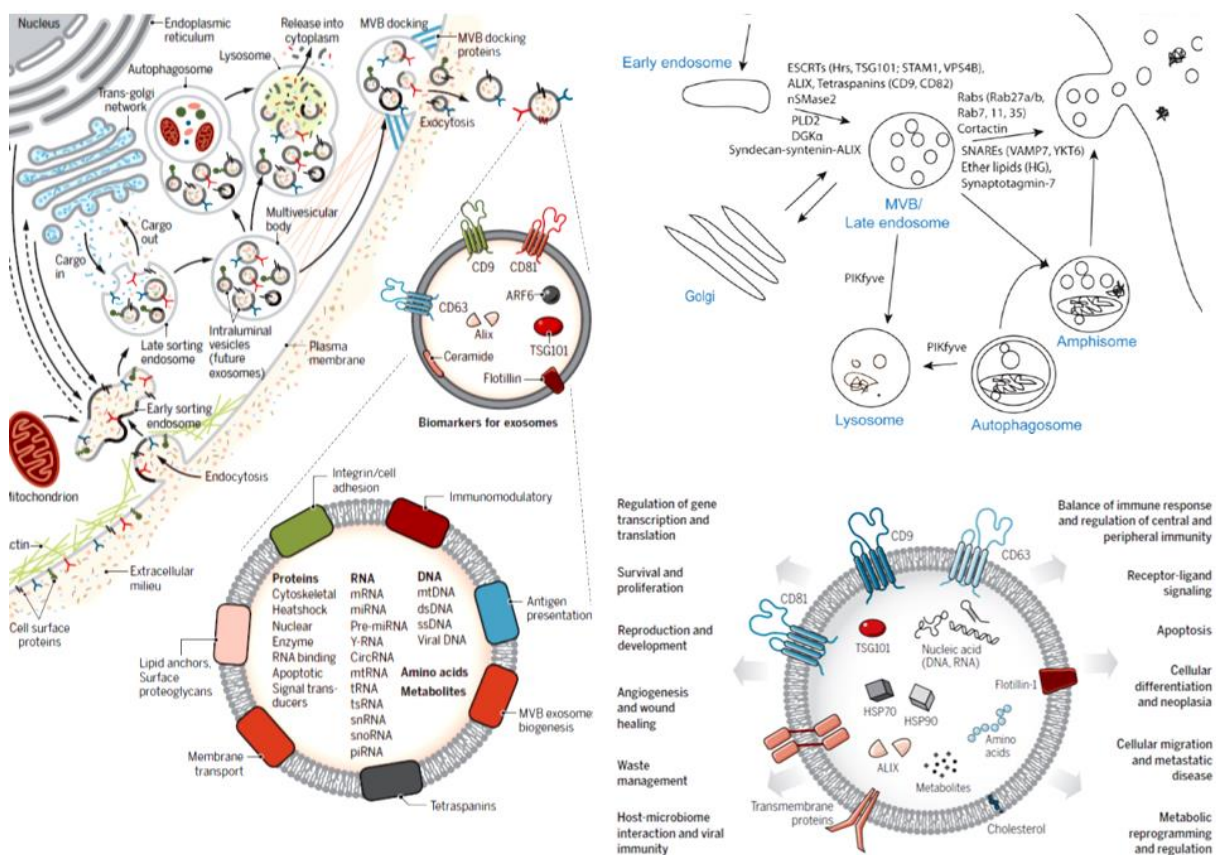 Nucleus
Endoplasmic
reticulum
Release into
cytoplasm
MVB docking
MVB docking
proteins
Lysosome
Autophagosome
Trans-golgi
network
Exocytosis
Cargo
out
Cargo
in
Multivesicular
body
Late sorting
endosome
Intraluminal
vesicles
(future
exosomes)
Plasma
membrane
Early sorting
endosome
Mitochondrion
Endocytosis
ctin
Extracellular
milieu
Cell surface
proteins
CD9
CD81
CD63
ARF6
Alix
TSG101
Ceramide
Flotillin
Biomarkers for exosomes
Integrin/cell
adhesion
Immunomodulatory
Antigen
presentation
MVB exosome
biogenesis
Tetraspanins
Membrane
transport
Lipid anchors,
Surface
proteoglycans
Proteins
Cytoskeletal
Heatshock
Nuclear
Enzyme
RNA binding
Apoptotic
Signal trans-
ducers
RNA
mRNA
miRNA
Pre-miRNA
Y-RNA
CircRNA
mtRNA
tRNA
tsRNA
snRNA
snoRNA
piRNA
DNA
mtDNA
dsDNA
ssDNA
Viral DNA
Amino acids
Metabolites
Early endosome
ESCRTs (Hrs, TSG101; STAM1, VPS4B),
ALIX, Tetraspanins (CD9, CD82)
nSMase2
PLD2
DGKα
Syndecan-syntenin-ALIX
Rabs (Rab27a/b,
Rab7, 11, 35)
Cortactin
SNAREs (VAMP7, YKT6)
Ether lipids (HG),
Synaptotagmin-7
MVB/
Late endosome
Golgi
PIKfyve
PIKfyve
Amphisome
Lysosome
Autophagosome
Regulation of gene
transcription and
translation
Survival and
proliferation
Reproduction and
development
Angiogenesis
and wound
healing
Waste
management
Host-microbiome
interaction and viral
immunity
CD9
CD63
CD81
TSG101
Nucleic acid
(DNA, RNA)
Flotillin-1
HSP70
HSP90
Amino
acids
ALIX
Metabolites
Transmembrane
proteins
Cholesterol
Balance of immune response
and regulation of central and
peripheral immunity
Receptor-ligand
signaling
Apoptosis
Cellular
differentiation
and neoplasia
Cellular migration
and metastatic
disease
Metabolic
reprogramming
and regulation